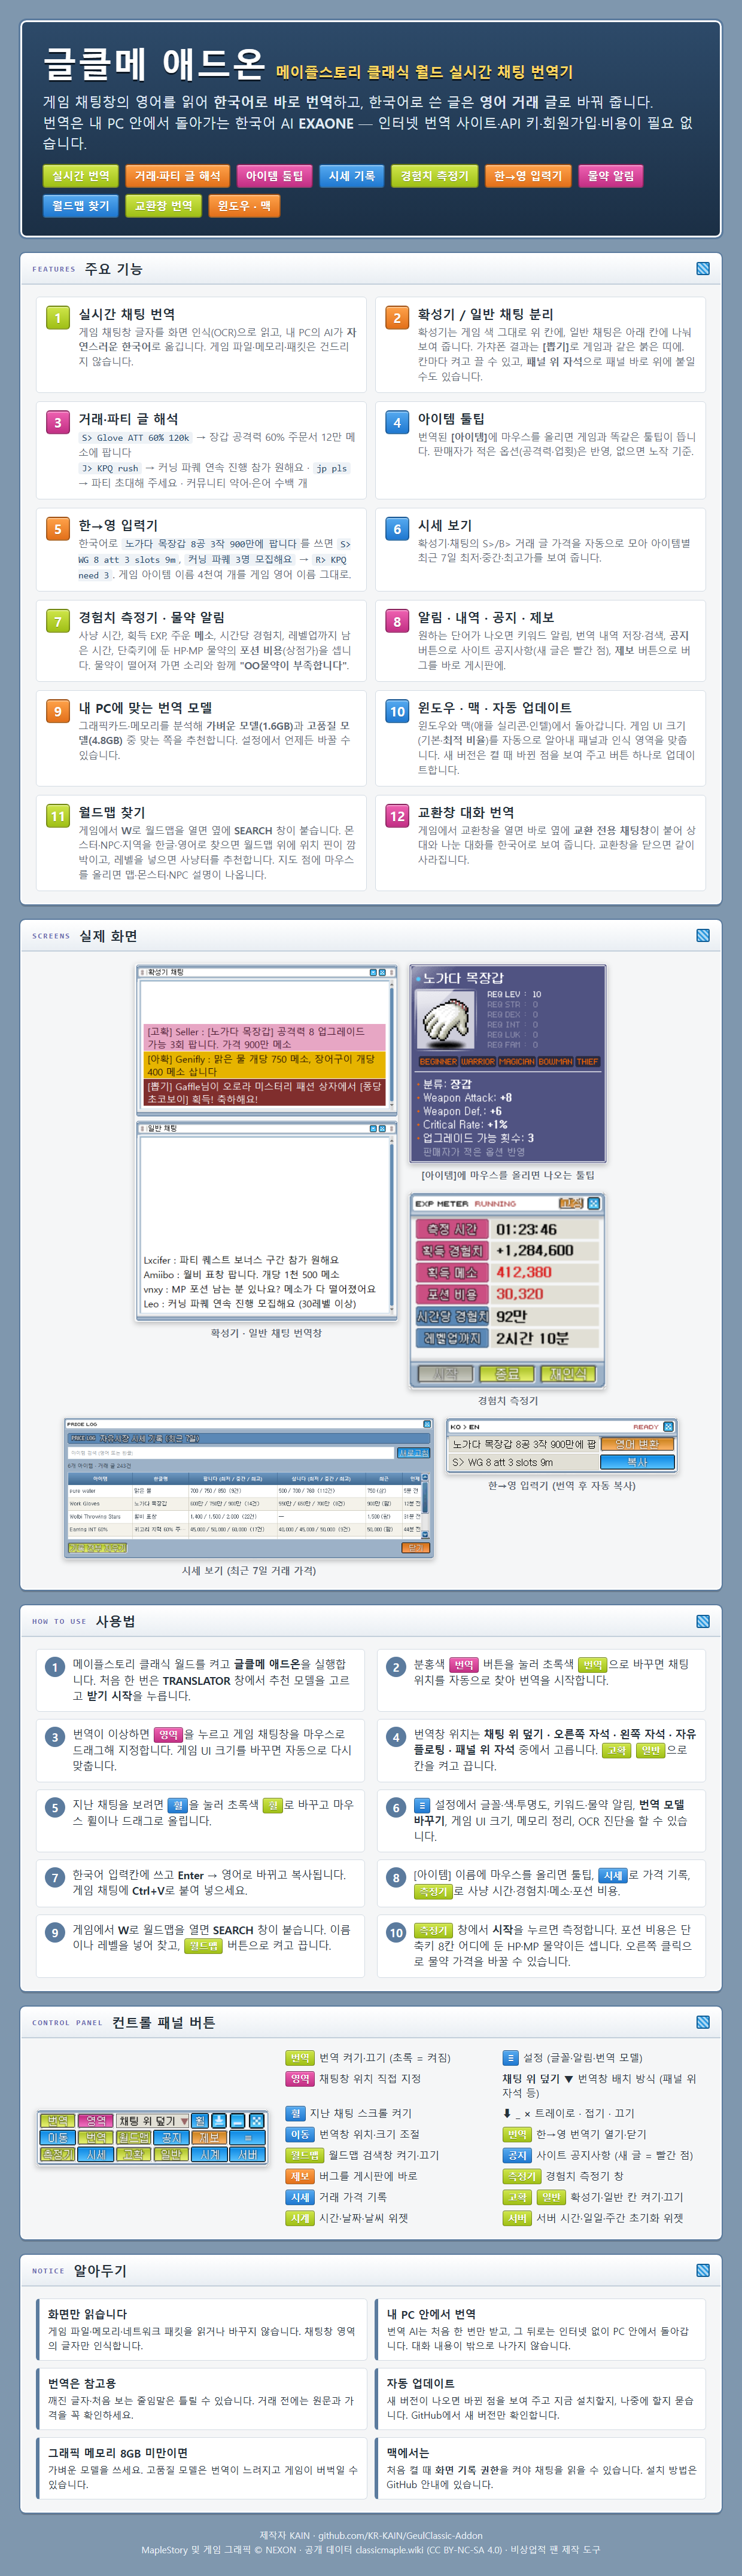 글클메 애드온 메이플스토리 클래식 월드 실시간 채팅 번역기
게임 채팅창의 영어를 읽어 한국어로 바로 번역하고, 한국어로 쓴 글은 영어 거래 글로 바꿔 줍니다.
번역은 내 PC 안에서 돌아가는 한국어 AI EXAONE — 인터넷 번역 사이트·API 키·회원가입·비용이 필요 없
습니다.
실시간 번역 거래·파티 글 해석 아이템 툴팁 시세 기록 경험치 측정기 한→영 입력기 물약 알림
월드맵 찾기 교환창 번역 윈도우 · 맥
FEATURES 주요 기능
1 실시간 채팅 번역
게임 채팅창 글자를 화면 인식(OCR)으로 읽고, 내 PC의 AI가 자
연스러운 한국어로 옮깁니다. 게임 파일·메모리·패킷은 건드리
지 않습니다.
2 확성기 / 일반 채팅 분리
확성기는 게임 색 그대로 위 칸에, 일반 채팅은 아래 칸에 나눠
보여 줍니다. 가챠폰 결과는 [뽑기]로 게임과 같은 붉은 띠에.
칸마다 켜고 끌 수 있고, 패널 위 자석으로 패널 바로 위에 붙일
수도 있습니다.
3 거래·파티 글 해석
S> Glove ATT 60% 120k → 장갑 공격력 60% 주문서 12만 메
소에 팝니다
J> KPQ rush → 커닝 파퀘 연속 진행 참가 원해요 · jp pls
→ 파티 초대해 주세요 · 커뮤니티 약어·은어 수백 개
4 아이템 툴팁
번역된 [아이템]에 마우스를 올리면 게임과 똑같은 툴팁이 뜹니
다. 판매자가 적은 옵션(공격력·업횟)은 반영, 없으면 노작 기준.
5 한→영 입력기
한국어로 노가다 목장갑 8공 3작 900만에 팝니다 를 쓰면 S>
WG 8 att 3 slots 9m , 커닝 파퀘 3명 모집해요 → R> KPQ
need 3 . 게임 아이템 이름 4천여 개를 게임 영어 이름 그대로.
6 시세 보기
확성기·채팅의 S>/B> 거래 글 가격을 자동으로 모아 아이템별
최근 7일 최저·중간·최고가를 보여 줍니다.
7 경험치 측정기 · 물약 알림
사냥 시간, 획득 EXP, 주운 메소, 시간당 경험치, 레벨업까지 남
은 시간, 단축키에 둔 HP·MP 물약의 포션 비용(상점가)을 셉니
다. 물약이 떨어져 가면 소리와 함께 "OO물약이 부족합니다".
8 알림 · 내역 · 공지 · 제보
원하는 단어가 나오면 키워드 알림, 번역 내역 저장·검색, 공지
버튼으로 사이트 공지사항(새 글은 빨간 점), 제보 버튼으로 버
그를 바로 게시판에.
9 내 PC에 맞는 번역 모델
그래픽카드·메모리를 분석해 가벼운 모델(1.6GB)과 고품질 모
델(4.8GB) 중 맞는 쪽을 추천합니다. 설정에서 언제든 바꿀 수
있습니다.
10 윈도우 · 맥 · 자동 업데이트
윈도우와 맥(애플 실리콘·인텔)에서 돌아갑니다. 게임 UI 크기
(기본·최적 비율)를 자동으로 알아내 패널과 인식 영역을 맞춥
니다. 새 버전은 켤 때 바뀐 점을 보여 주고 버튼 하나로 업데이
트합니다.
11 월드맵 찾기
게임에서 W로 월드맵을 열면 옆에 SEARCH 창이 붙습니다. 몬
스터·NPC·지역을 한글·영어로 찾으면 월드맵 위에 위치 핀이 깜
박이고, 레벨을 넣으면 사냥터를 추천합니다. 지도 점에 마우스
를 올리면 맵·몬스터·NPC 설명이 나옵니다.
12 교환창 대화 번역
게임에서 교환창을 열면 바로 옆에 교환 전용 채팅창이 붙어 상
대와 나눈 대화를 한국어로 보여 줍니다. 교환창을 닫으면 같이
사라집니다.
SCREENS 실제 화면
확성기 채팅
[고확] Seller : [노가다 목장갑] 공격력 8 업그레이드
가능 3회 팝니다. 가격 900만 메소
[아확] Genifly : 맑은 물 개당 750 메소, 장어구이 개당
400 메소 삽니다
[뽑기] Gaffle님이 오로라 미스터리 패션 상자에서 [퐁당
초코보이] 획득! 축하해요!
일반 채팅
Lxcifer : 파티 퀘스트 보너스 구간 참가 원해요
Amiibo : 월비 표창 팝니다. 개당 1천 500 메소
vnxy : MP 포션 남는 분 있나요? 메소가 다 떨어졌어요
Leo : 커닝 파퀘 연속 진행 모집해요 (30레벨 이상)
확성기 · 일반 채팅 번역창
노가다 목장갑
REQ LEV : 10
REQ STR : 0
REQ DEX : 0
REQ INT : 0
REQ LUK : 0
REQ FAM : 0
BEGINNER WARRIOR MAGICIAN BOWMAN THIEF
분류: 장갑
Weapon Attack: +8
Weapon Def.: +6
Critical Rate: +1%
업그레이드 가능 횟수: 3
판매자가 적은 옵션 반영
[아이템]에 마우스를 올리면 나오는 툴팁
EXP METER RUNNING
측정 시간 01:23:46
획득 경험치 +1,284,600
획득 메소 412,380
포션 비용 30,320
시간당 경험치 92만
레벨업까지 2시간 10분
시작 종료 재인식
경험치 측정기
PRICE LOG
PRICE LOG 자유시장 시세 기록 (최근 7일)
새로고침
아이템 한글명 팝니다 (최저 / 중간 / 최고) 삽니다 (최저 / 중간 / 최고) 최근 언제
Pure Water 맑은 물 700 / 750 / 850 (9건) 500 / 700 / 760 (112건) 750 (삼) 5분 전
Work Gloves 노가다 목장갑
Wolbi Throwing Stars 월비 표창 1,400 / 1,500 / 2,000 (22건) — 1,500 (팜)
Earring INT 60%
닫기
시세 보기 (최근 7일 거래 가격)
KO > EN READY
노가다 목장갑 8공 3작 900만에 팝 영어 변환
S> WG 8 att 3 slots 9m 복사
한→영 입력기 (번역 후 자동 복사)
HOW TO USE 사용법
1 메이플스토리 클래식 월드를 켜고 글클메 애드온을 실행합
니다. 처음 한 번은 TRANSLATOR 창에서 추천 모델을 고르
고 받기 시작을 누릅니다.
2 분홍색 번역 버튼을 눌러 초록색 번역 으로 바꾸면 채팅
위치를 자동으로 찾아 번역을 시작합니다.
3 번역이 이상하면 영역 을 누르고 게임 채팅창을 마우스로
드래그해 지정합니다. 게임 UI 크기를 바꾸면 자동으로 다시
맞춥니다.
4 번역창 위치는 채팅 위 덮기 · 오른쪽 자석 · 왼쪽 자석 · 자유
플로팅 · 패널 위 자석 중에서 고릅니다. 고확 일반 으로
칸을 켜고 끕니다.
5 지난 채팅을 보려면 휠 을 눌러 초록색 휠 로 바꾸고 마우
스 휠이나 드래그로 올립니다.
6 ≡ 설정에서 글꼴·색·투명도, 키워드·물약 알림, 번역 모델
바꾸기, 게임 UI 크기, 메모리 정리, OCR 진단을 할 수 있습
니다.
7 한국어 입력칸에 쓰고 Enter → 영어로 바뀌고 복사됩니다.
게임 채팅에 Ctrl+V로 붙여 넣으세요.
8 [아이템] 이름에 마우스를 올리면 툴팁, 시세 로 가격 기록,
측정기 로 사냥 시간·경험치·메소·포션 비용.
9 게임에서 W로 월드맵을 열면 SEARCH 창이 붙습니다. 이름
이나 레벨을 넣어 찾고, 월드맵 버튼으로 켜고 끕니다.
10 측정기 창에서 시작을 누르면 측정합니다. 포션 비용은 단
축키 8칸 어디에 둔 HP·MP 물약이든 셉니다. 오른쪽 클릭으
로 물약 가격을 바꿀 수 있습니다.
CONTROL PANEL 컨트롤 패널 버튼
번역 영역 채팅 위 덮기 ▼ 휠
이동 번역 월드맵 공지 제보 ≡
측정기 시세 고확 일반 시계 서버
번역 번역 켜기·끄기 (초록 = 켜짐)
≡ 설정 (글꼴·알림·번역 모델)
영역 채팅창 위치 직접 지정
채팅 위 덮기 ▼ 번역창 배치 방식 (패널 위
자석 등)
휠 지난 채팅 스크롤 켜기
⬇ _ × 트레이로 · 접기 · 끄기
이동 번역창 위치·크기 조절
번역 한→영 번역기 열기·닫기
월드맵 월드맵 검색창 켜기·끄기
공지 사이트 공지사항 (새 글 = 빨간 점)
제보 버그를 게시판에 바로
측정기 경험치 측정기 창
시세 거래 가격 기록
고확 일반 확성기·일반 칸 켜기·끄기
시계 시간·날짜·날씨 위젯
서버 서버 시간·일일·주간 초기화 위젯
NOTICE 알아두기
화면만 읽습니다
게임 파일·메모리·네트워크 패킷을 읽거나 바꾸지 않습니다. 채팅창 영역
의 글자만 인식합니다.
내 PC 안에서 번역
번역 AI는 처음 한 번만 받고, 그 뒤로는 인터넷 없이 PC 안에서 돌아갑
니다. 대화 내용이 밖으로 나가지 않습니다.
번역은 참고용
깨진 글자·처음 보는 줄임말은 틀릴 수 있습니다. 거래 전에는 원문과 가
격을 꼭 확인하세요.
자동 업데이트
새 버전이 나오면 바뀐 점을 보여 주고 지금 설치할지, 나중에 할지 묻습
니다. GitHub에서 새 버전만 확인합니다.
그래픽 메모리 8GB 미만이면
가벼운 모델을 쓰세요. 고품질 모델은 번역이 느려지고 게임이 버벅일 수
있습니다.
맥에서는
처음 켤 때 화면 기록 권한을 켜야 채팅을 읽을 수 있습니다. 설치 방법은
GitHub 안내에 있습니다.
제작자 KAIN · github.com/KR-KAIN/GeulClassic-Addon
MapleStory 및 게임 그래픽 © NEXON · 공개 데이터 classicmaple.wiki (CC BY-NC-SA 4.0) · 비상업적 팬 제작 도구